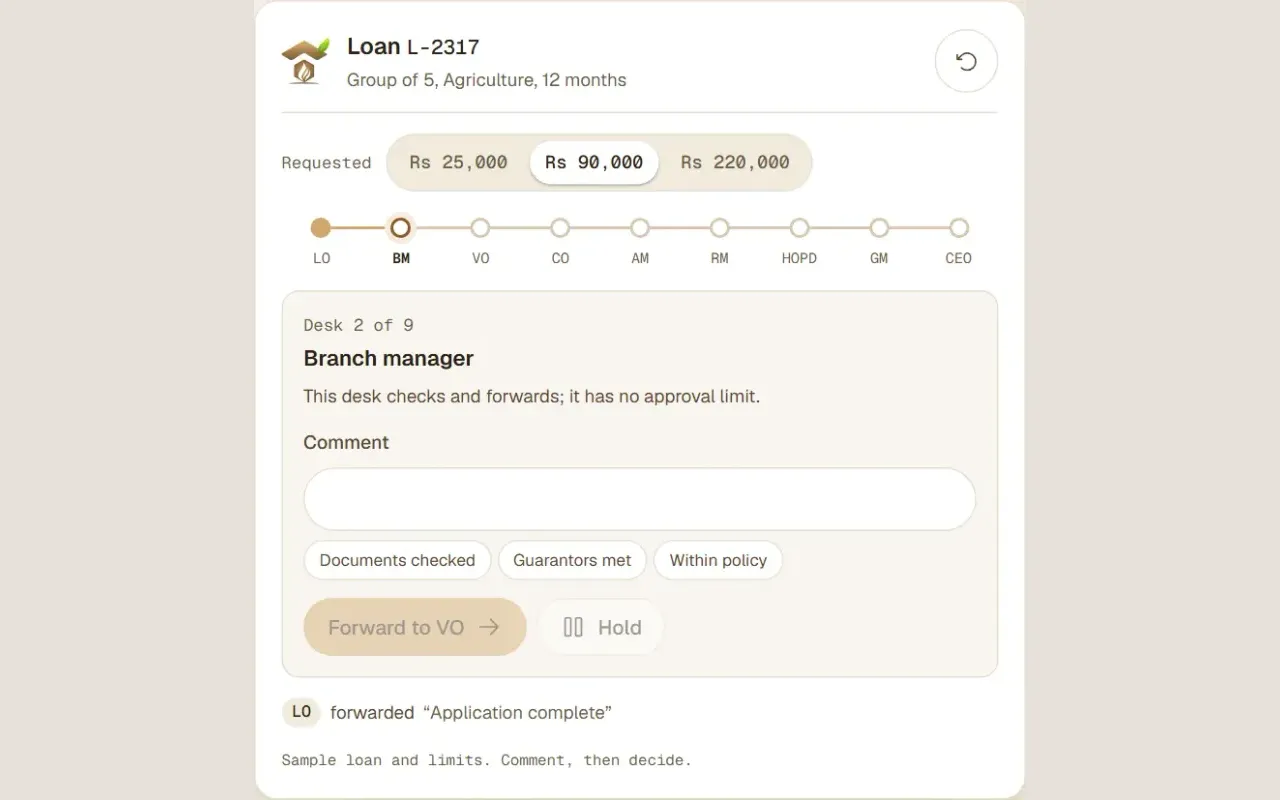 Loan L-2317
Group of 5, Agriculture, 12 months
Requested Rs 25,000 Rs 90,000 Rs 220,000
LO BM VO CO AM RM HOPD GM CEO
Desk 2 of 9
Branch manager
This desk checks and forwards; it has no approval limit.
Comment
Documents checked Guarantors met Within policy
Forward to VO → Hold
LO forwarded “Application complete”
Sample loan and limits. Comment, then decide.